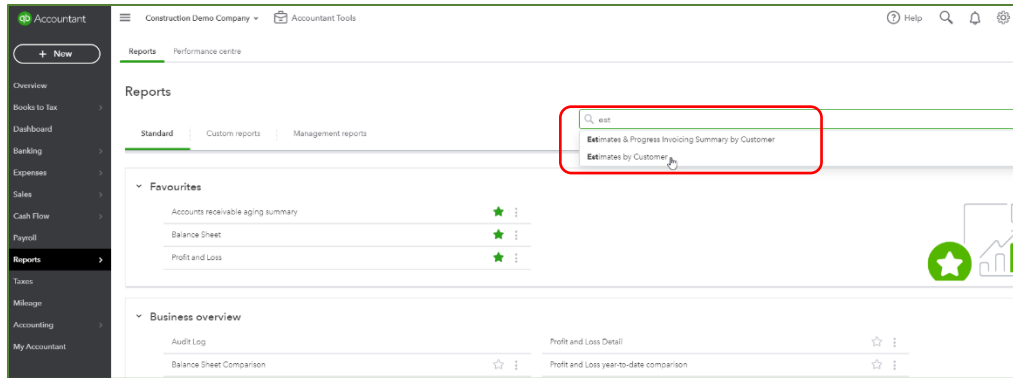 qb Accountant
Construction Demo Company
Accountant Tools
Help
+ New
Reports
Performance centre
Overview
Books to Tax
Dashboard
Banking
Expenses
Sales
Cash Flow
Payroll
Reports
Taxes
Mileage
Accounting
My Accountant
Reports
Standard
Custom reports
Management reports
est
Estimates & Progress Invoicing Summary by Customer
Estimates by Customer
Favourites
Accounts receivable aging summary
Balance Sheet
Profit and Loss
Business overview
Audit Log
Profit and Loss Detail
Balance Sheet Comparison
Profit and Loss year-to-date comparison